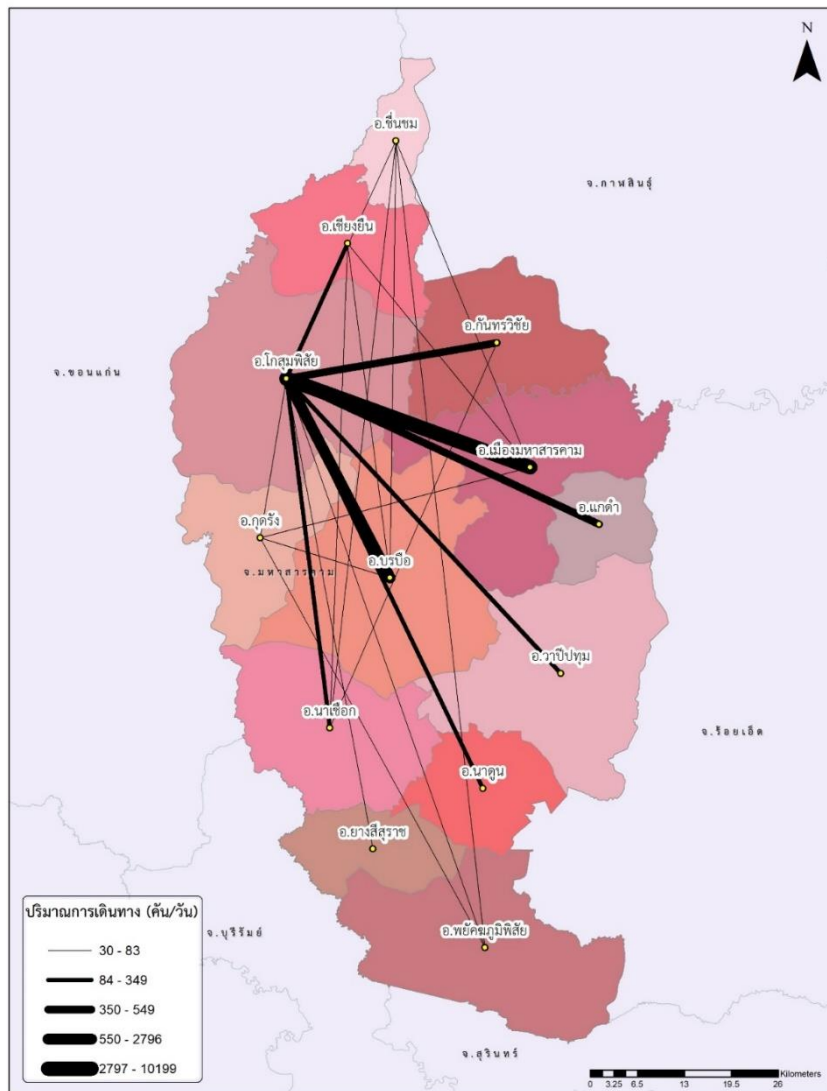 N
อ.ชื่นชม
จ.กาฬสินธุ์
อ.เชียงยืน
อ.กันทรวิชัย
อ.โกสุมพิสัย
จ.ขอนแก่น
อ.เมืองมหาสารคาม
อ.แกดำ
อ.กุดรัง
อ.บรบือ
จ.มหาสารคาม
อ.วาปีปทุม
อ.นาเชือก
จ.ร้อยเอ็ด
อ.นาดูน
อ.ยางสีสุราช
ปริมาณการเดินทาง (คัน/วัน)
จ.บุรีรัมย์
อ.พยัคฆภูมิพิสัย
30 - 83
84 - 349
350 - 549
550 - 2796
2797 - 10199
จ.สุรินทร์
Kilometers
0 3.25 6.5 13 19.5 26